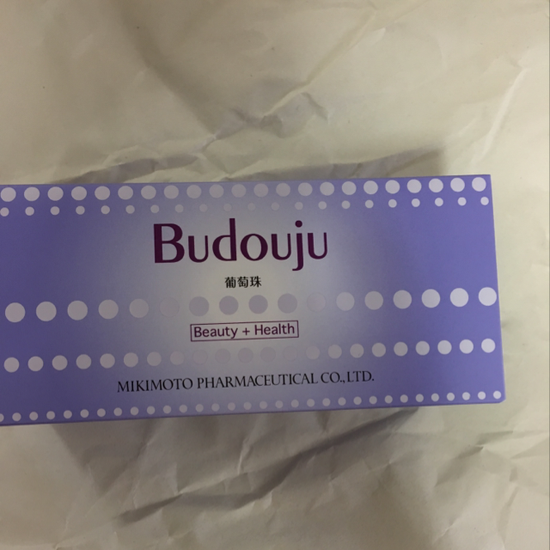 Budouju
葡萄珠
Beauty + Health
MIKIMOTO PHARMACEUTICAL CO., LTD.